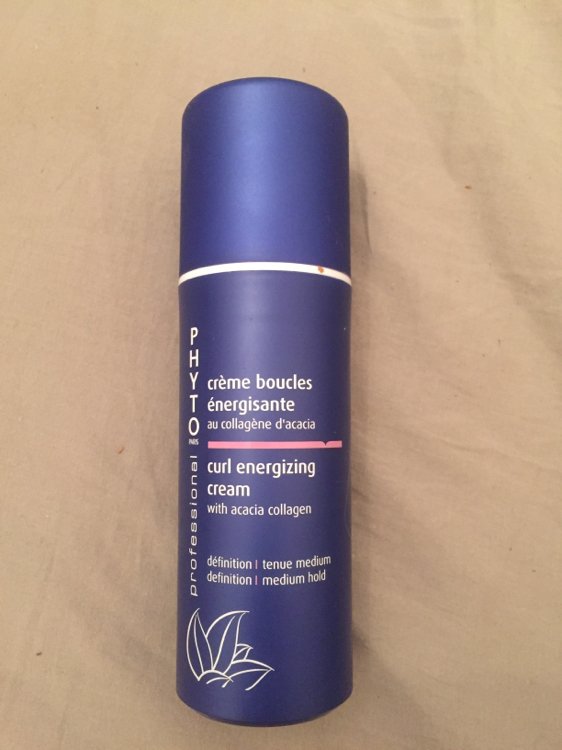 PHYTO
PARIS
professional
crème boucles
énergisante
au collagène d'acacia
curl energizing
cream
with acacia collagen
définition | tenue medium
definition | medium hold